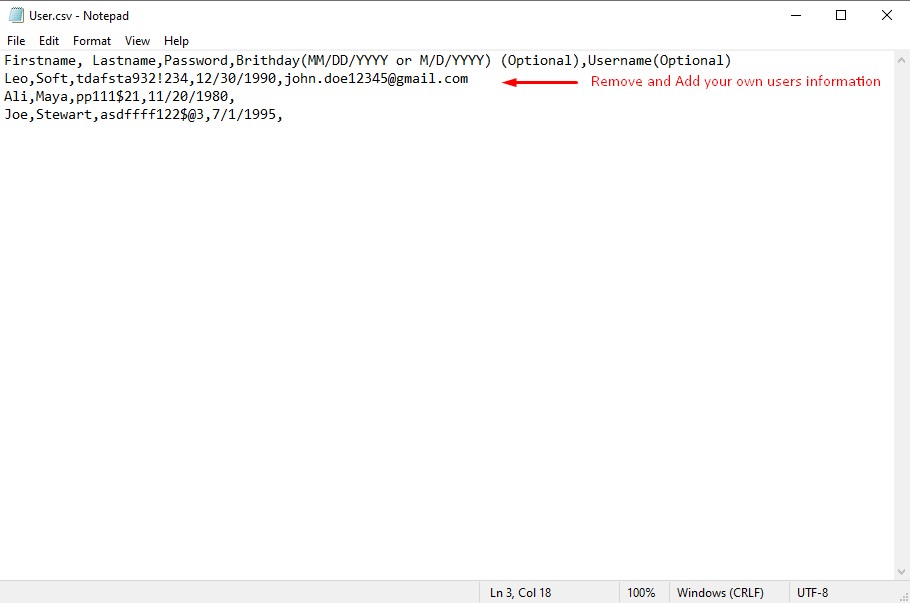 User.csv - Notepad
File Edit Format View Help
Firstname, Lastname,Password,Brithday(MM/DD/YYYY or M/D/YYYY) (Optional),Username(Optional)
Leo,Soft,tdafsta932!234,12/30/1990,john.doe12345@gmail.com
Remove and Add your own users information
Ali,Maya,pp111$21,11/20/1980,
Joe,Stewart,asdffff122$@3,7/1/1995,
Ln 3, Col 18 100% Windows (CRLF) UTF-8